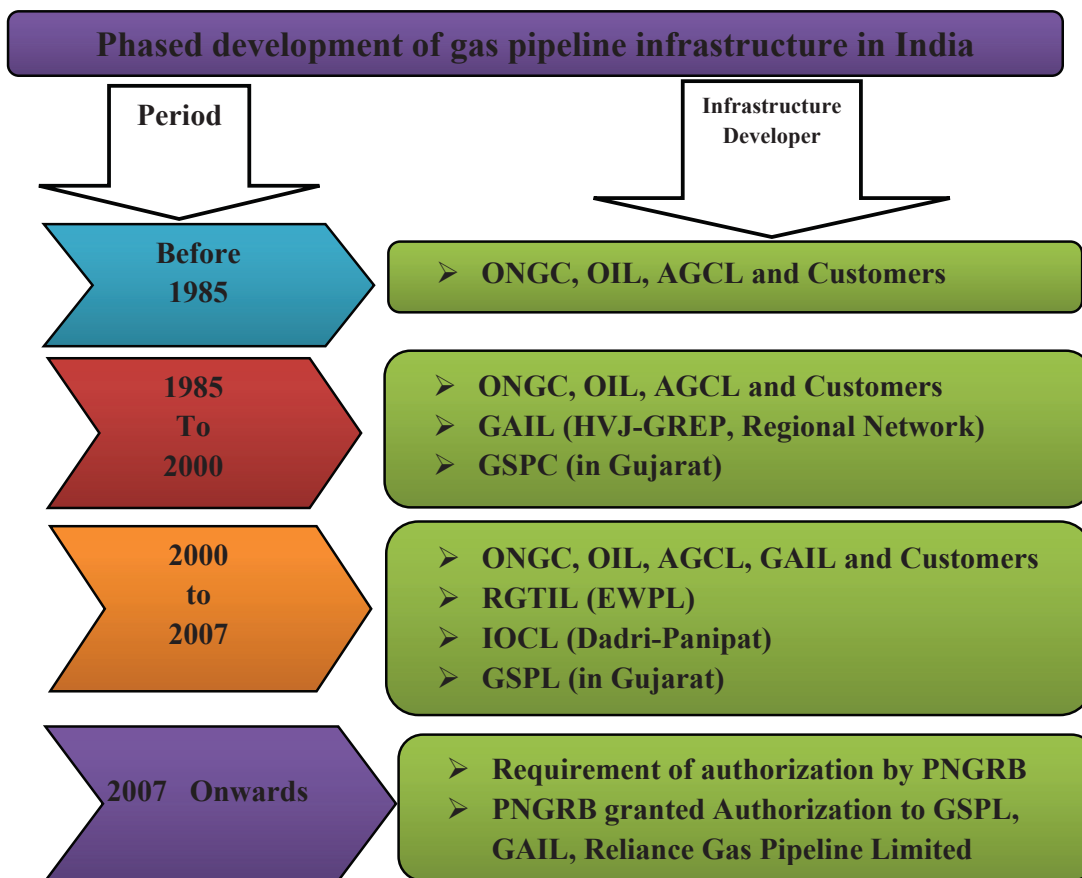 Phased development of gas pipeline infrastructure in India
Period
Infrastructure
Developer
Before
1985
➢ ONGC, OIL, AGCL and Customers
1985
To
2000
➢ ONGC, OIL, AGCL and Customers
➢ GAIL (HVJ-GREP, Regional Network)
➢ GSPC (in Gujarat)
2000
to
2007
➢ ONGC, OIL, AGCL, GAIL and Customers
➢ RGTIL (EWPL)
➢ IOCL (Dadri-Panipat)
➢ GSPL (in Gujarat)
2007 Onwards
➢ Requirement of authorization by PNGRB
➢ PNGRB granted Authorization to GSPL,
GAIL, Reliance Gas Pipeline Limited